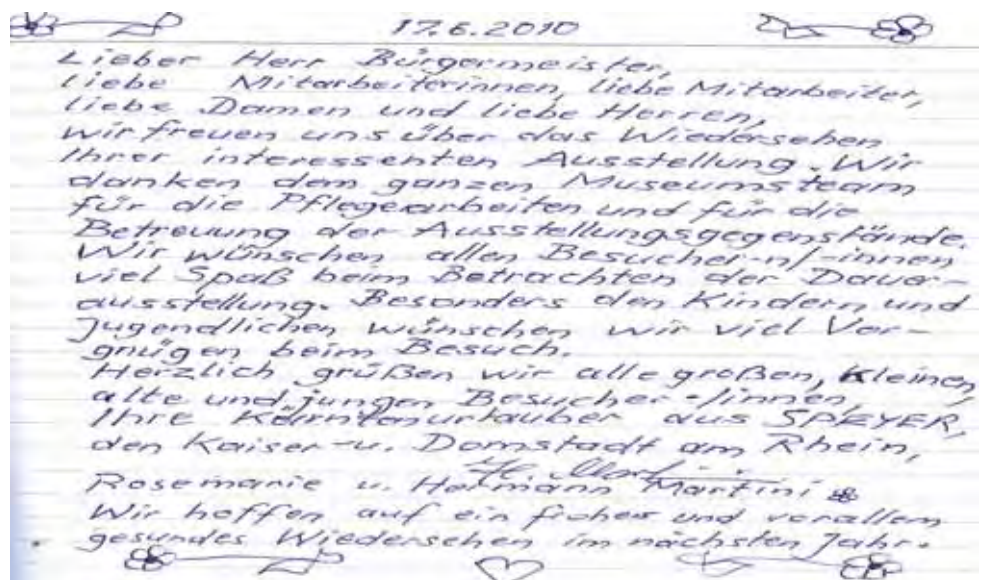 17.6.2010
Lieber Herr Bürgermeister,
liebe Mitarbeiterinnen, liebe Mitarbeiter,
liebe Damen und liebe Herren,
wir freuen uns über das Wiedersehen
Ihrer interessenten Ausstellung. Wir
danken dem ganzen Museumsteam
für die Pflegearbeiten und für die
Betreuung der Ausstellungsgegenstände.
Wir wünschen allen Besucher-n/-innen
viel Spaß beim Betrachten der Dauer-
ausstellung. Besonders den Kindern und
Jugendlichen wünschen wir viel Ver-
gnügen beim Besuch.
Herzlich grüßen wir alle großen, kleinen,
alte und jungen Besucher-/innen,
Ihre Kärntenurlauber aus SPEYER,
den Kaiser-u. Domstadt am Rhein,
Rosemarie u. Hermann Martini
Wir hoffen auf ein frohes und vorallem
gesundes Wiedersehen im nächsten Jahr.